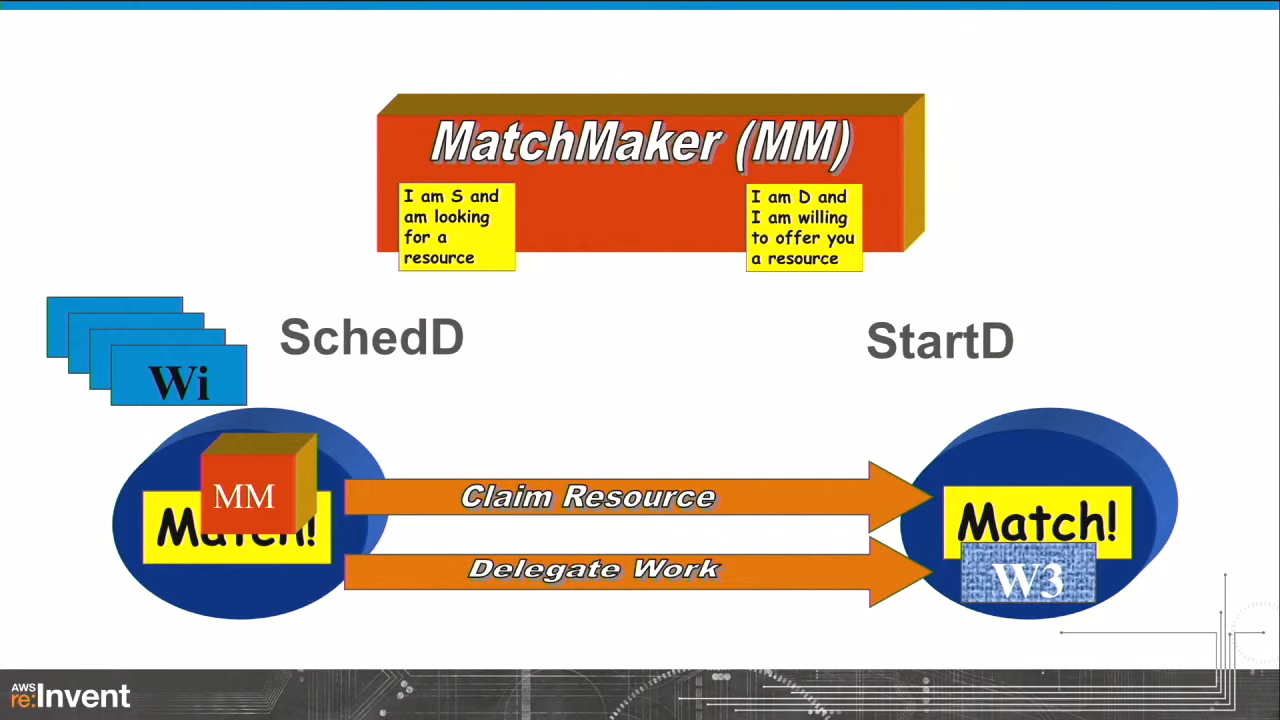 MatchMaker (MM)
I am S and
am looking
for a
resource
I am D and
I am willing
to offer you
a resource
SchedD
StartD
Wi
MM
Match!
Claim Resource
Delegate Work
Match!
W3
AWS
re:Invent